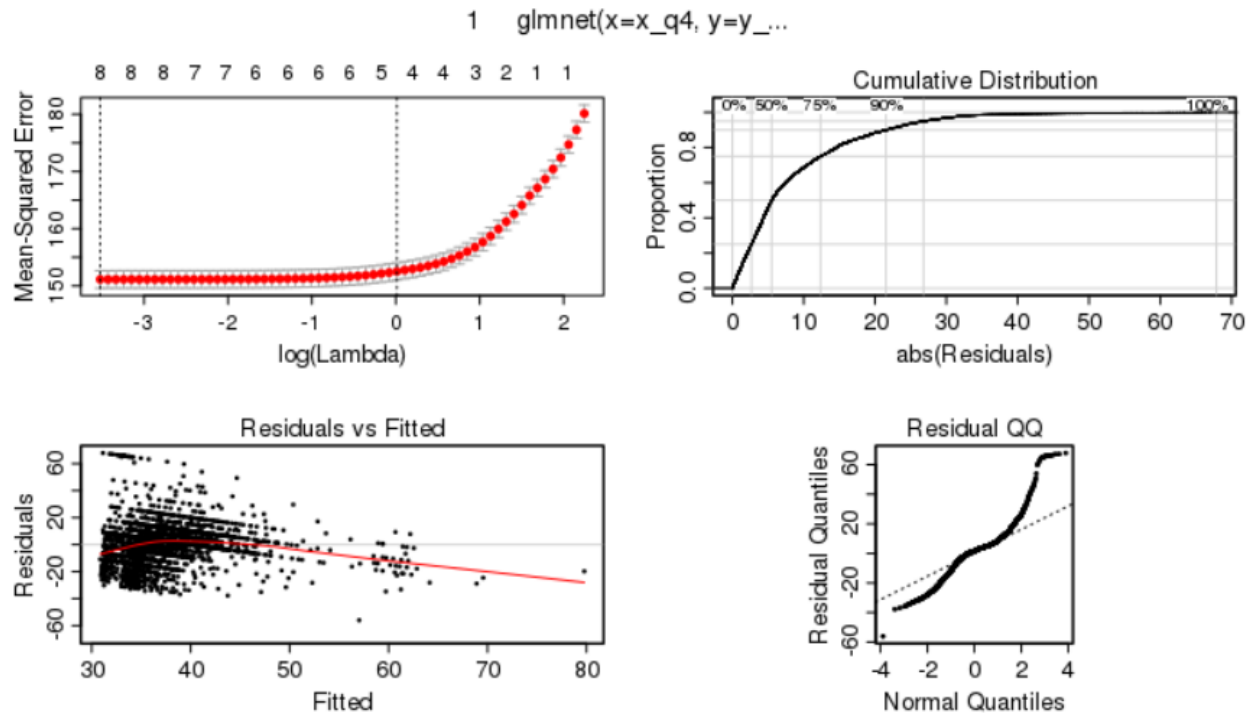 1 glmnet(x=x_q4, y=y_...
8 8 8 7 7 6 6 6 6 5 4 4 3 2 1 1
Mean-Squared Error
180
170
160
150
-3 -2 -1 0 1 2
log(Lambda)
Cumulative Distribution
0% 50% 75% 90% 100%
Proportion
0.8
0.4
0.0
0 10 20 30 40 50 60 70
abs(Residuals)
Residuals vs Fitted
Residuals
60
20
-20
-60
30 40 50 60 70 80
Fitted
Residual QQ
Residual Quantiles
60
20
-20
-60
-4 -2 0 2 4
Normal Quantiles